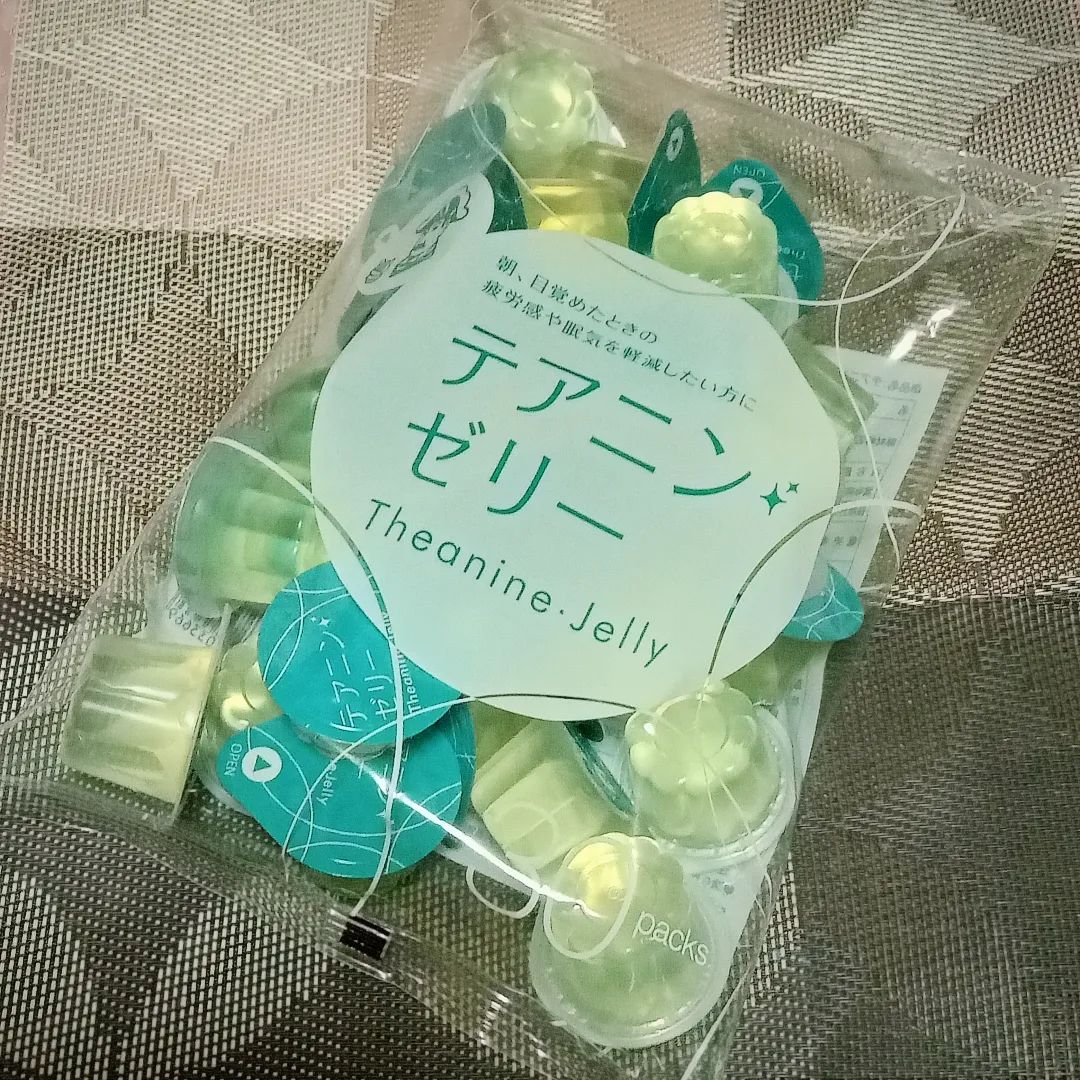 朝、目覚めたときの
疲労感や眠気を軽減したい方に
テアニン
ゼリー
Theanine・Jelly
OPEN
テアニン
ゼリー
OPEN
Jelly
packs